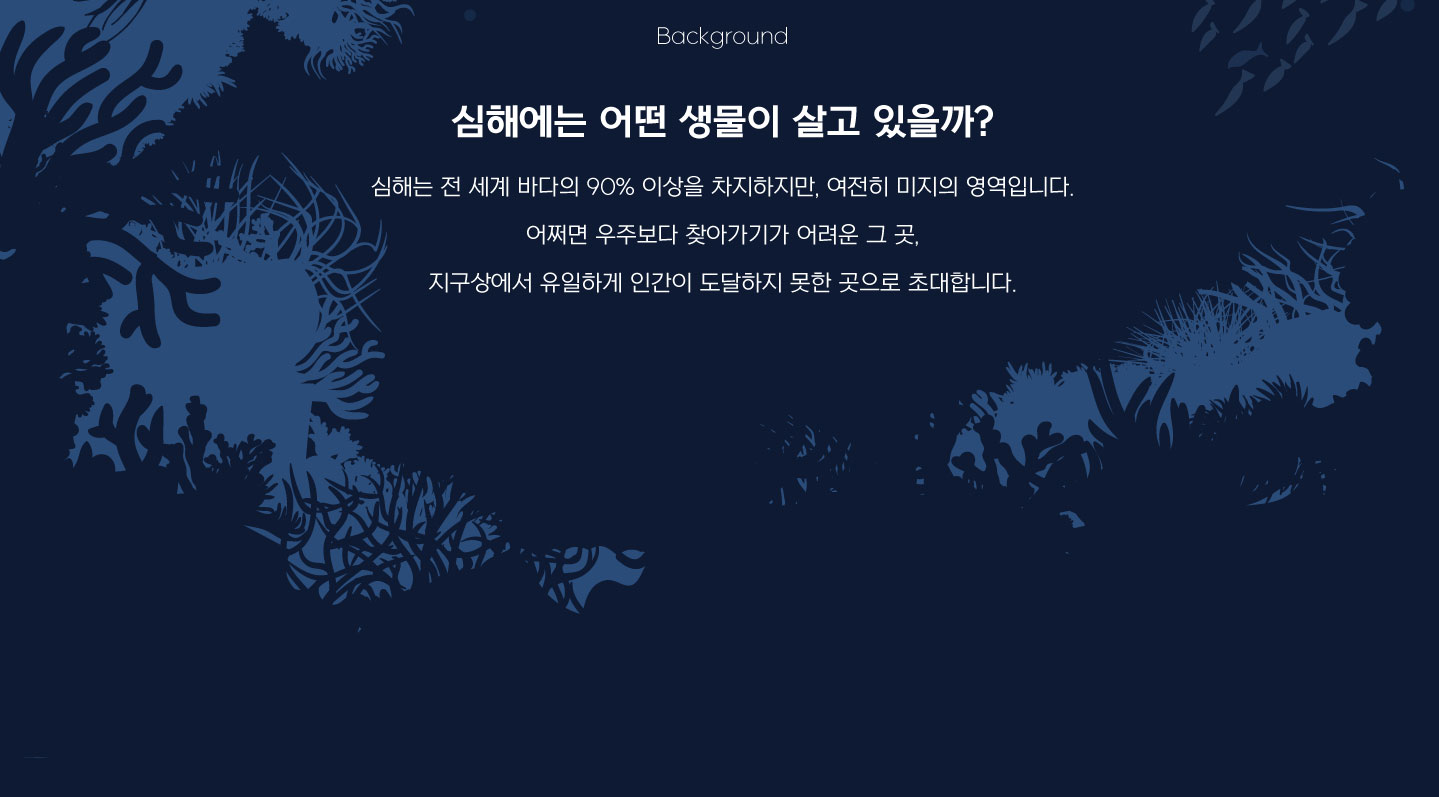 Background
심해에는 어떤 생물이 살고 있을까?
심해는 전 세계 바다의 90% 이상을 차지하지만, 여전히 미지의 영역입니다.
어쩌면 우주보다 찾아가기가 어려운 그 곳,
지구상에서 유일하게 인간이 도달하지 못한 곳으로 초대합니다.